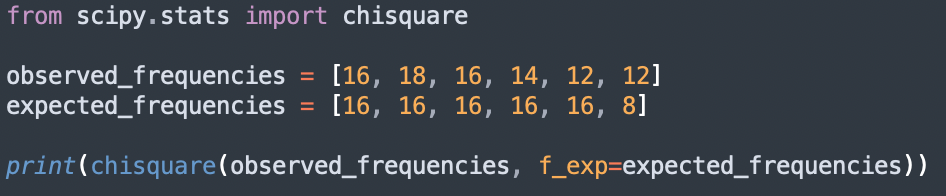 from scipy.stats import chisquare
observed_frequencies = [16, 18, 16, 14, 12, 12]
expected_frequencies = [16, 16, 16, 16, 16, 8]
print(chisquare(observed_frequencies, f_exp=expected_frequencies))